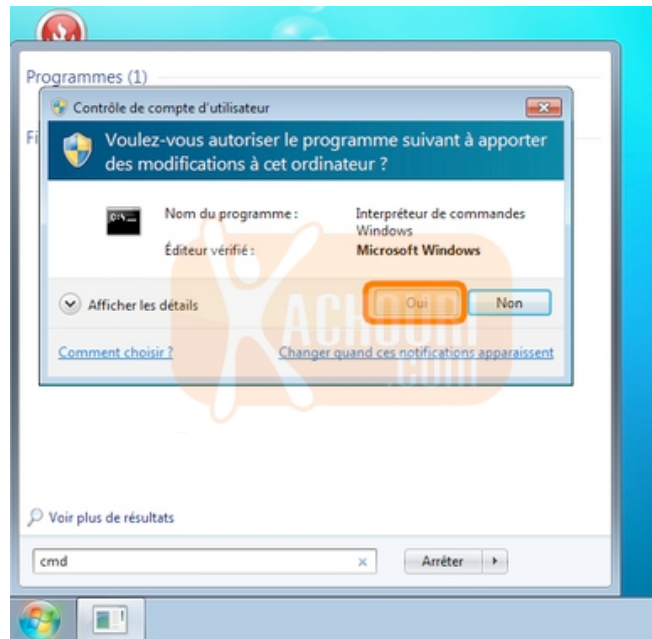 Programmes (1)
Contrôle de compte d'utilisateur
Fi
Voulez-vous autoriser le programme suivant à apporter
des modifications à cet ordinateur ?
C:\
Nom du programme :
Interpréteur de commandes
Windows
Éditeur vérifié :
Microsoft Windows
Afficher les détails
Oui
Non
Comment choisir ?
Changer quand ces notifications apparaissent
KACHOURI
.com
Voir plus de résultats
cmd
Arrêter